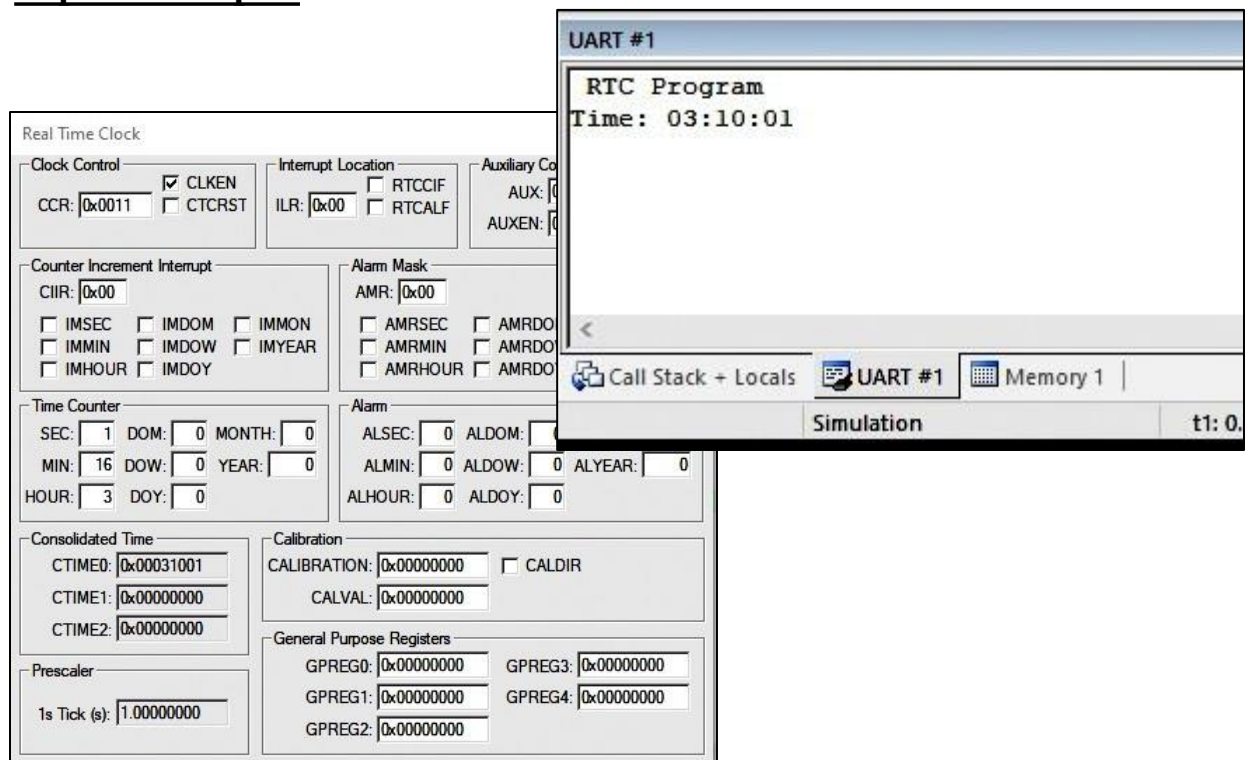 UART #1
RTC Program
Time: 03:10:01
Call Stack + Locals UART #1 Memory 1
Simulation t1: 0.
Real Time Clock
Clock Control
CCR: 0x0011 CLKEN
CTCRST
Interrupt Location
ILR: 0x00 RTCCIF
RTCALF
Auxiliary Co
AUX:
AUXEN:
Counter Increment Interrupt
CIIR: 0x00
IMSEC IMDOM IMMON
IMMIN IMDOW IMYEAR
IMHOUR IMDOY
Alarm Mask
AMR: 0x00
AMRSEC AMRDO
AMRMIN AMRDO
AMRHOUR AMRDO
Time Counter
SEC: 1 DOM: 0 MONTH: 0
MIN: 16 DOW: 0 YEAR: 0
HOUR: 3 DOY: 0
Alarm
ALSEC: 0 ALDOM:
ALMIN: 0 ALDOW: 0 ALYEAR: 0
ALHOUR: 0 ALDOY: 0
Consolidated Time
CTIME0: 0x00031001
CTIME1: 0x00000000
CTIME2: 0x00000000
Calibration
CALIBRATION: 0x00000000 CALDIR
CALVAL: 0x00000000
Prescaler
1s Tick (s): 1.00000000
General Purpose Registers
GPREG0: 0x00000000 GPREG3: 0x00000000
GPREG1: 0x00000000 GPREG4: 0x00000000
GPREG2: 0x00000000